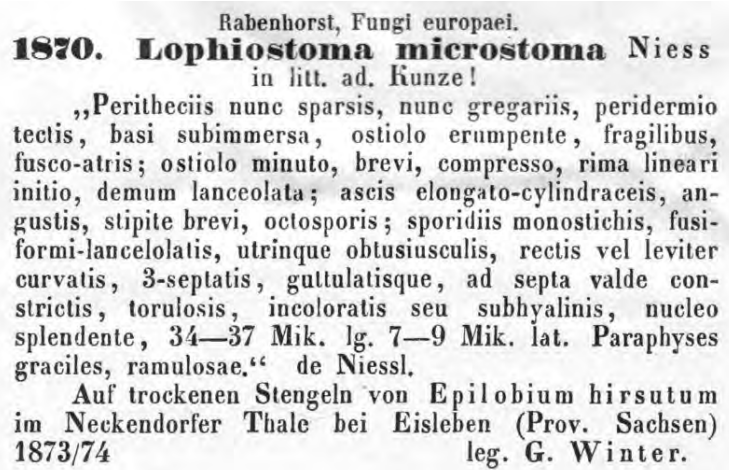 Rabenhorst, Fungi europaei.
1870. Lophiostoma microstoma Niess
in litt. ad. Kunze!
„Peritheciis nunc sparsis, nunc gregariis, peridermio
tectis, basi subimmersa, ostiolo erumpente, fragilibus,
fusco-atris; ostiolo minuto, brevi, compresso, rima lineari
initio, demum lanceolata; ascis elongato-cylindraceis, an-
gustis, stipite brevi, octosporis; sporidiis monostichis, fusi-
formi-lancelolatis, utrinque obtusiusculis, rectis vel leviter
curvatis, 3-septatis, guttulatisque, ad septa valde con-
strictis, torulosis, incoloratis seu subhyalinis, nucleo
splendente, 34—37 Mik. lg. 7—9 Mik. lat. Paraphyses
graciles, ramulosae.“ de Niessl.
Auf trockenen Stengeln von Epilobium hirsutum
im Neckendorfer Thale bei Eisleben (Prov. Sachsen)
1873/74 leg. G. Winter.